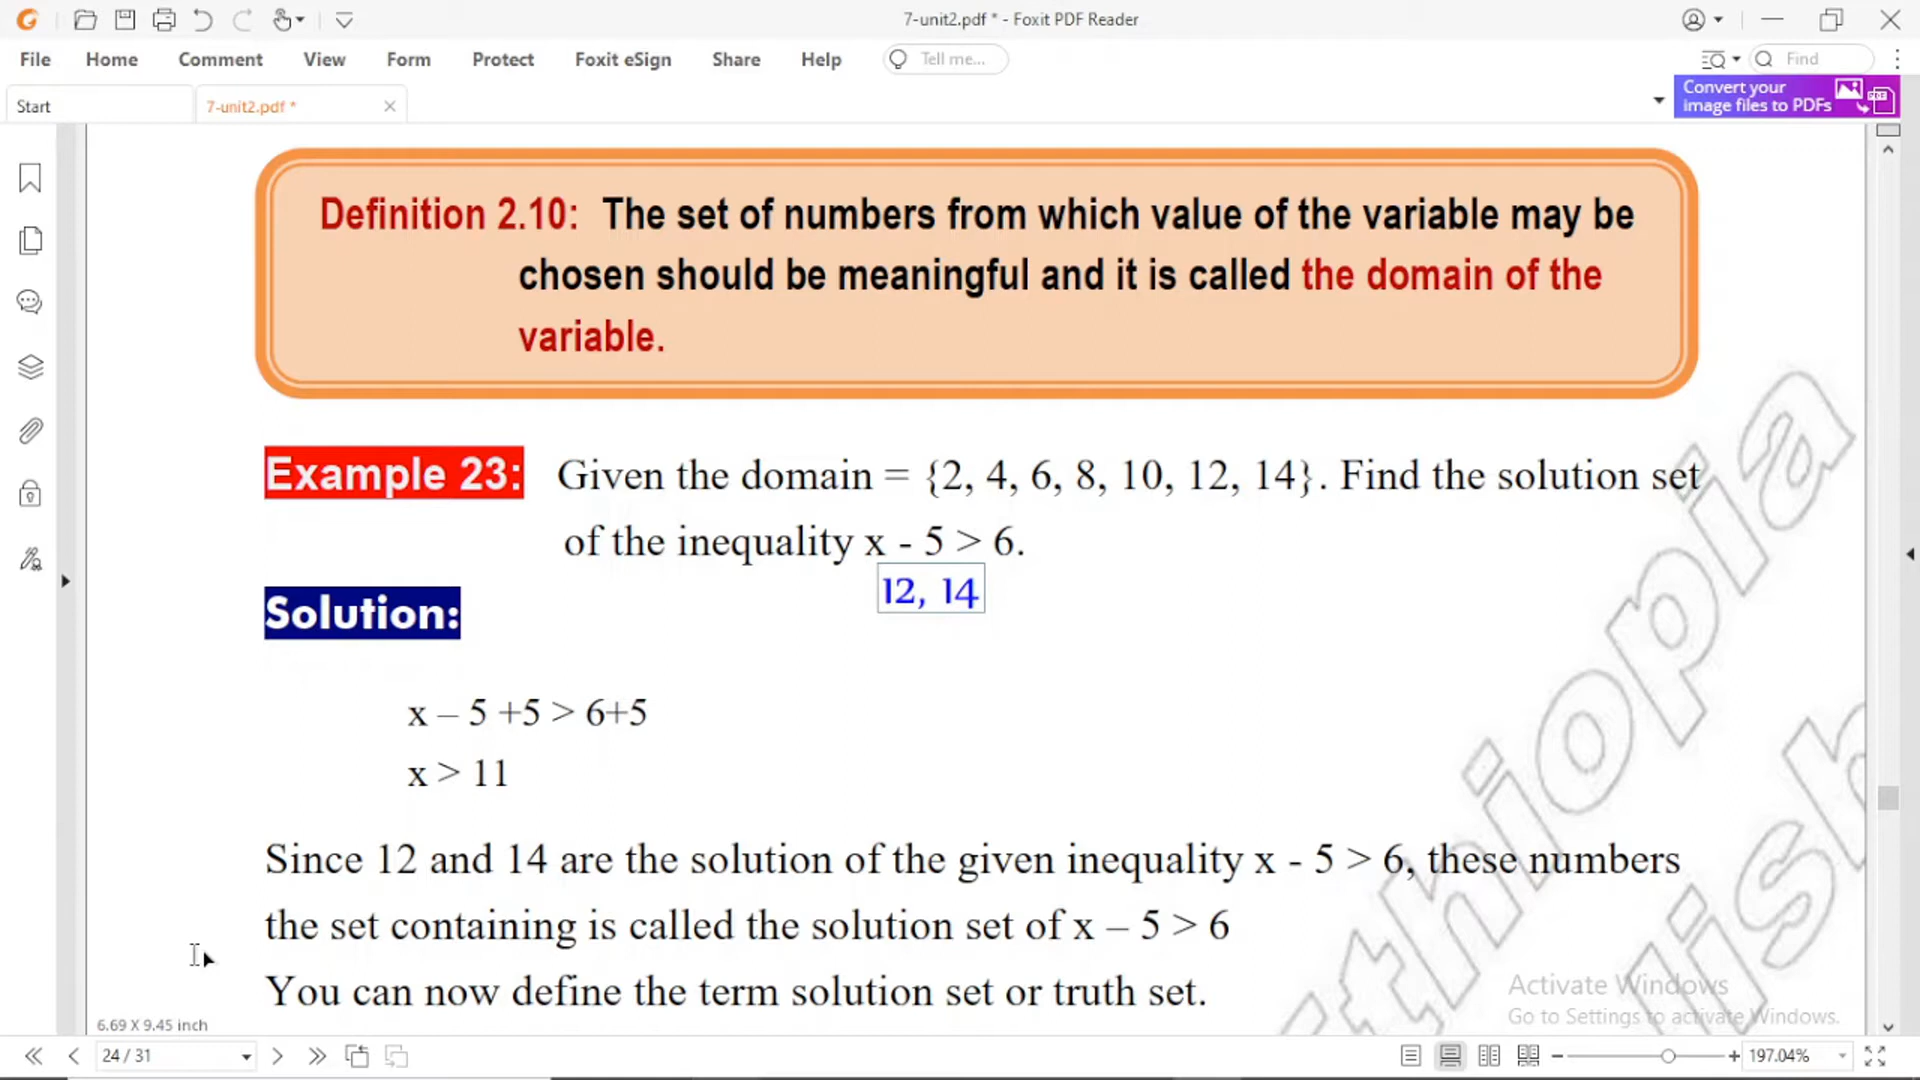 7-unit2.pdf * - Foxit PDF Reader
File Home Comment View Form Protect Foxit eSign Share Help Tell me... Find
Start 7-unit2.pdf *
Convert your
image files to PDFs
Definition 2.10: The set of numbers from which value of the variable may be
chosen should be meaningful and it is called the domain of the
variable.
Example 23: Given the domain = {2, 4, 6, 8, 10, 12, 14}. Find the solution set
of the inequality x - 5 > 6.
12, 14
Solution:
x – 5 +5 > 6+5
x > 11
Since 12 and 14 are the solution of the given inequality x - 5 > 6, these numbers
the set containing is called the solution set of x – 5 > 6
You can now define the term solution set or truth set.
Activate Windows
Go to Settings to activate Windows.
6.69 X 9.45 inch
24 / 31
197.04%